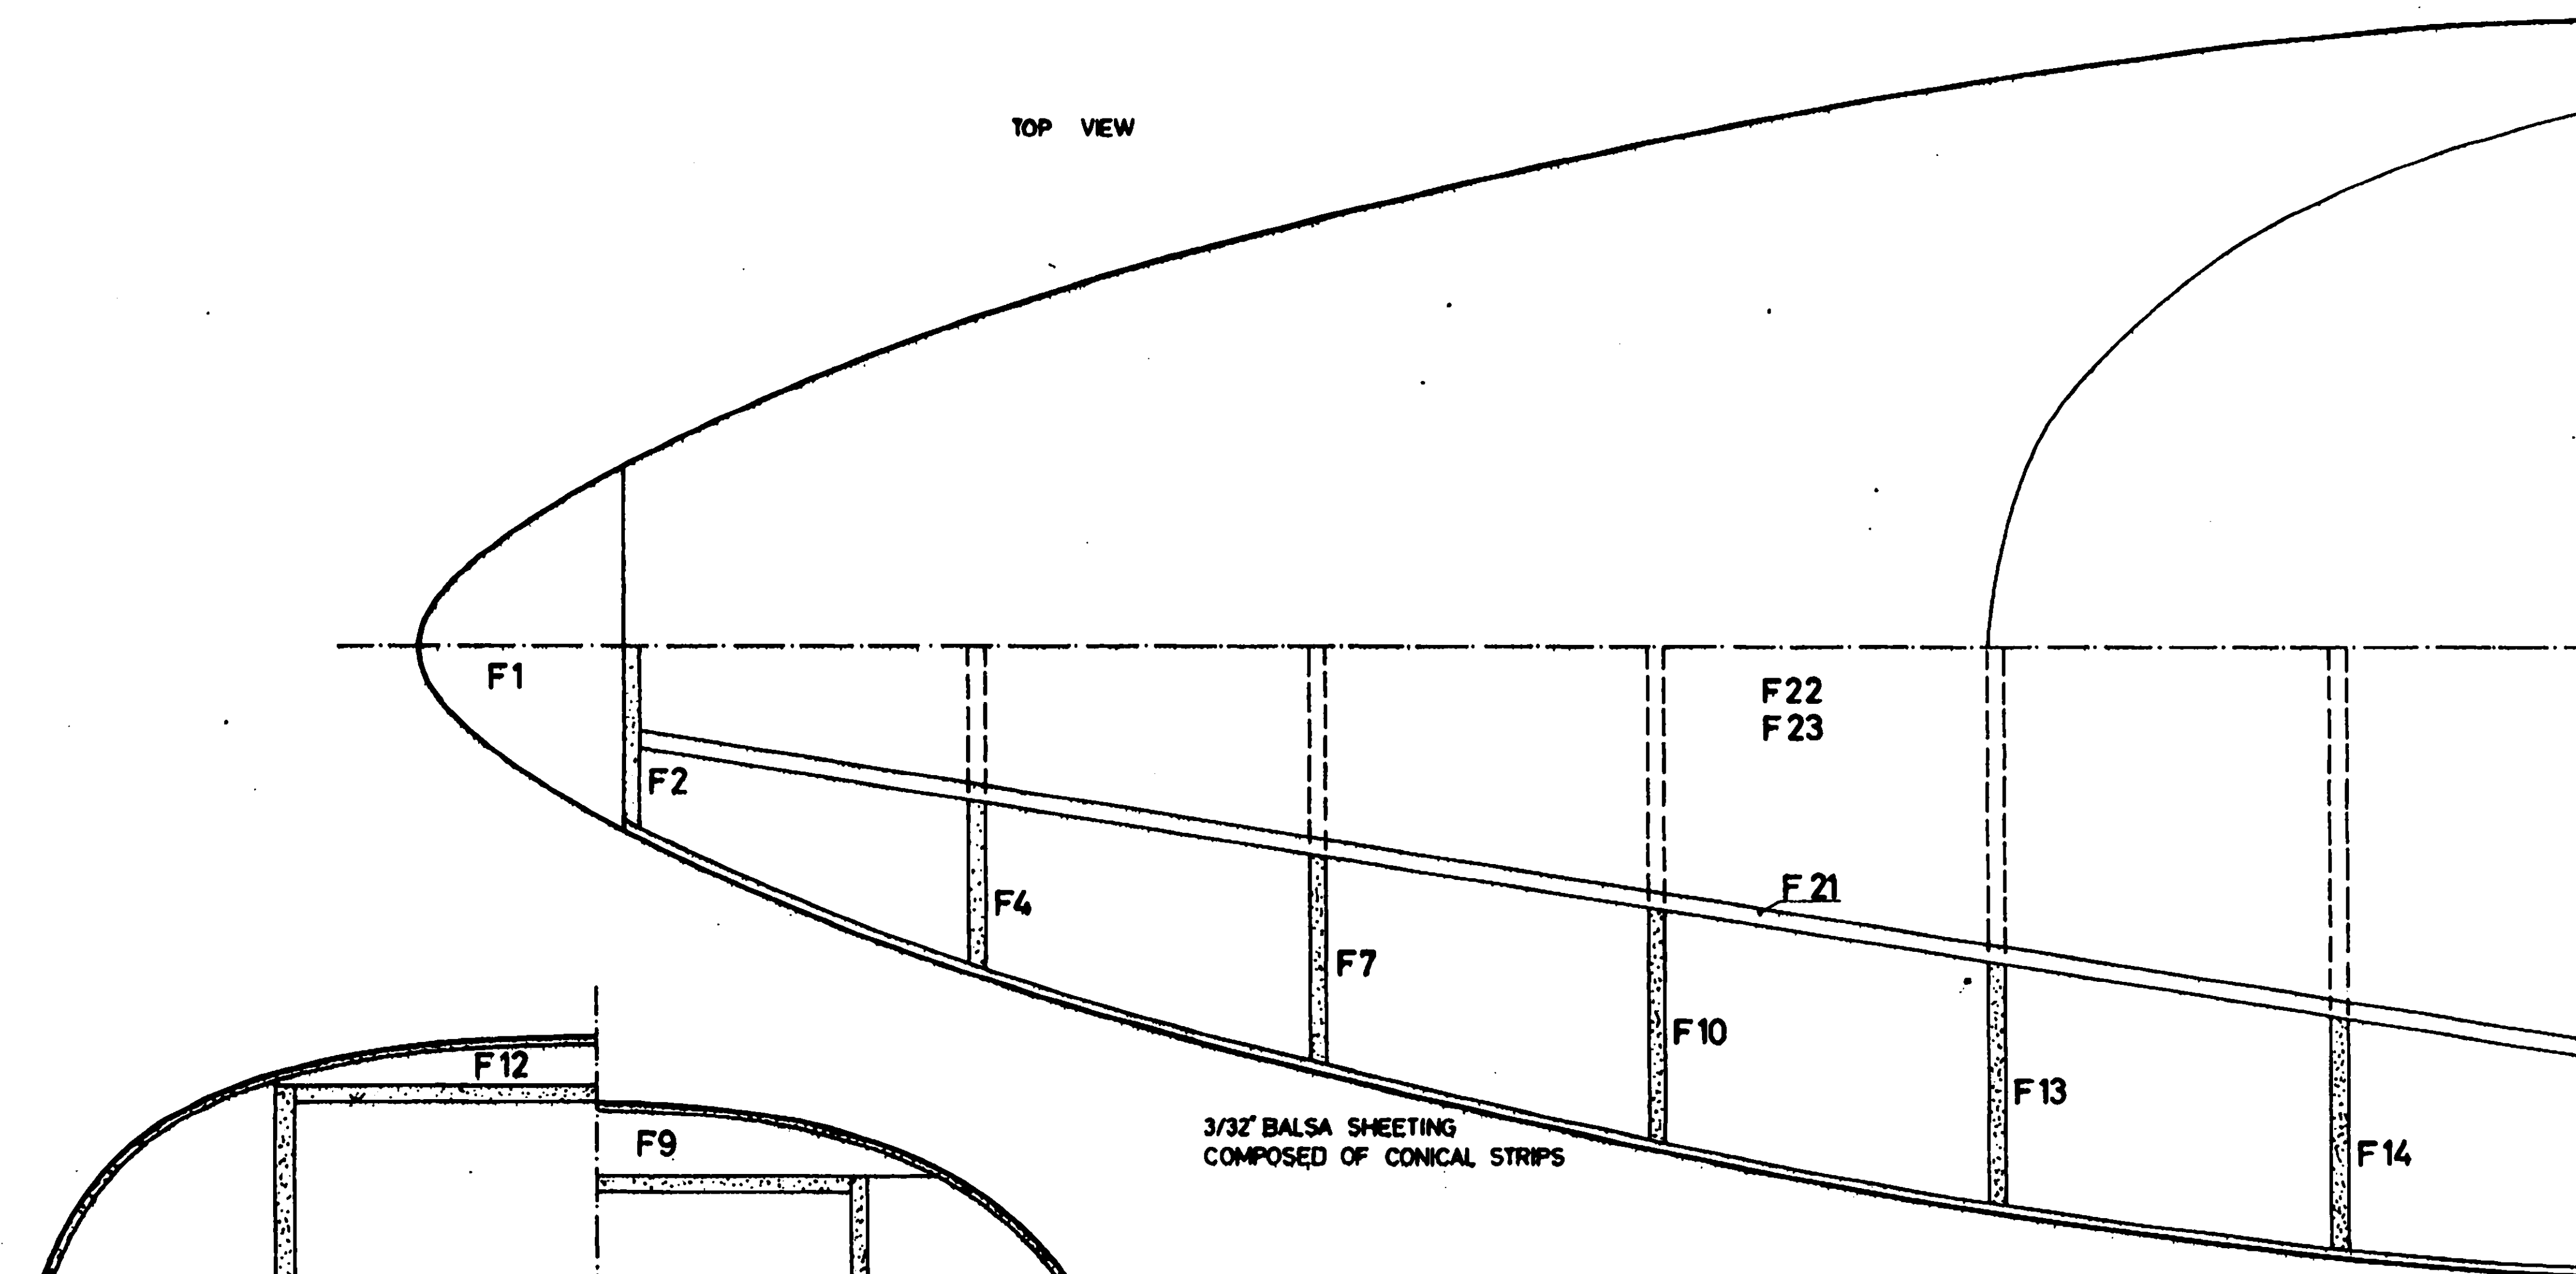 TOP VIEW
F1
F22
F23
F2
F21
F4
F7
F10
F13
F12
F9
3/32" BALSA SHEETING
COMPOSED OF CONICAL STRIPS
F14